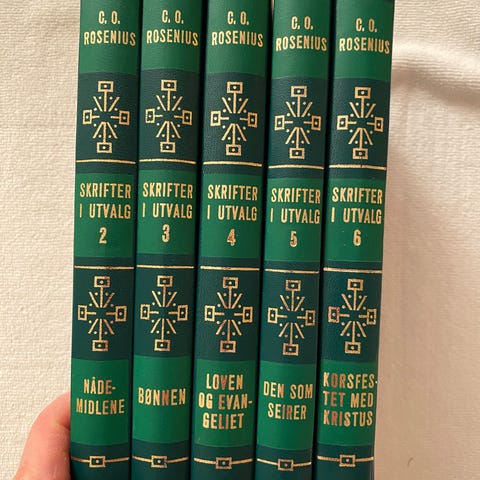 C. O.
ROSENIUS
SKRIFTER
I UTVALG
2
NÅDE-
MIDLENE
C. O.
ROSENIUS
SKRIFTER
I UTVALG
3
BØNNEN
C. O.
ROSENIUS
SKRIFTER
I UTVALG
4
LOVEN
OG EVAN-
GELIET
C. O.
ROSENIUS
SKRIFTER
I UTVALG
5
DEN SOM
SEIRER
C. O.
ROSENIUS
SKRIFTER
I UTVALG
6
KORSFES-
TET MED
KRISTUS